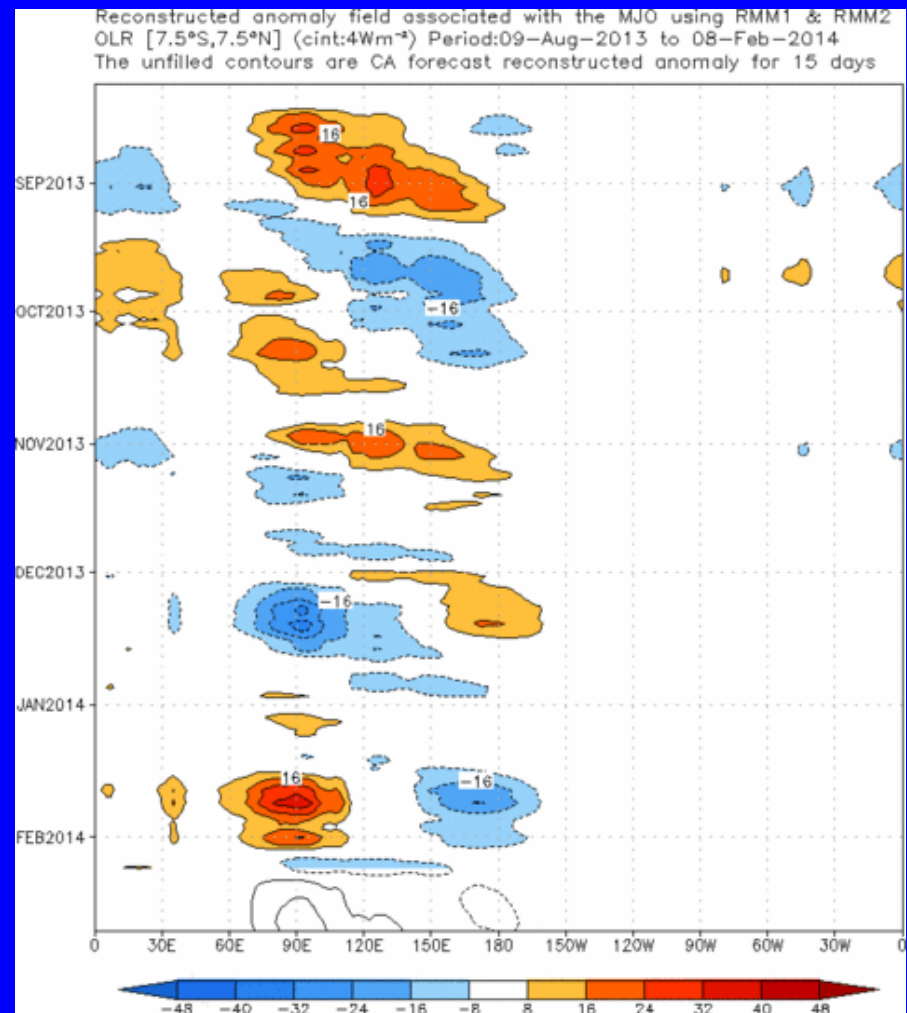 Reconstructed anomaly field associated with the MJO using RMM1 & RMM2
OLR [7.5°S,7.5°N] (cint:4Wm⁻²) Period:09-Aug-2013 to 08-Feb-2014
The unfilled contours are CA forecast reconstructed anomaly for 15 days
16
SEP2013
16
-16
OCT2013
16
NOV2013
DEC2013
-16
JAN2014
16
-16
FEB2014
0 30E 60E 90E 120E 150E 180 150W 120W 90W 60W 30W 0
-48 -40 -32 -24 -16 -8 8 16 24 32 40 48